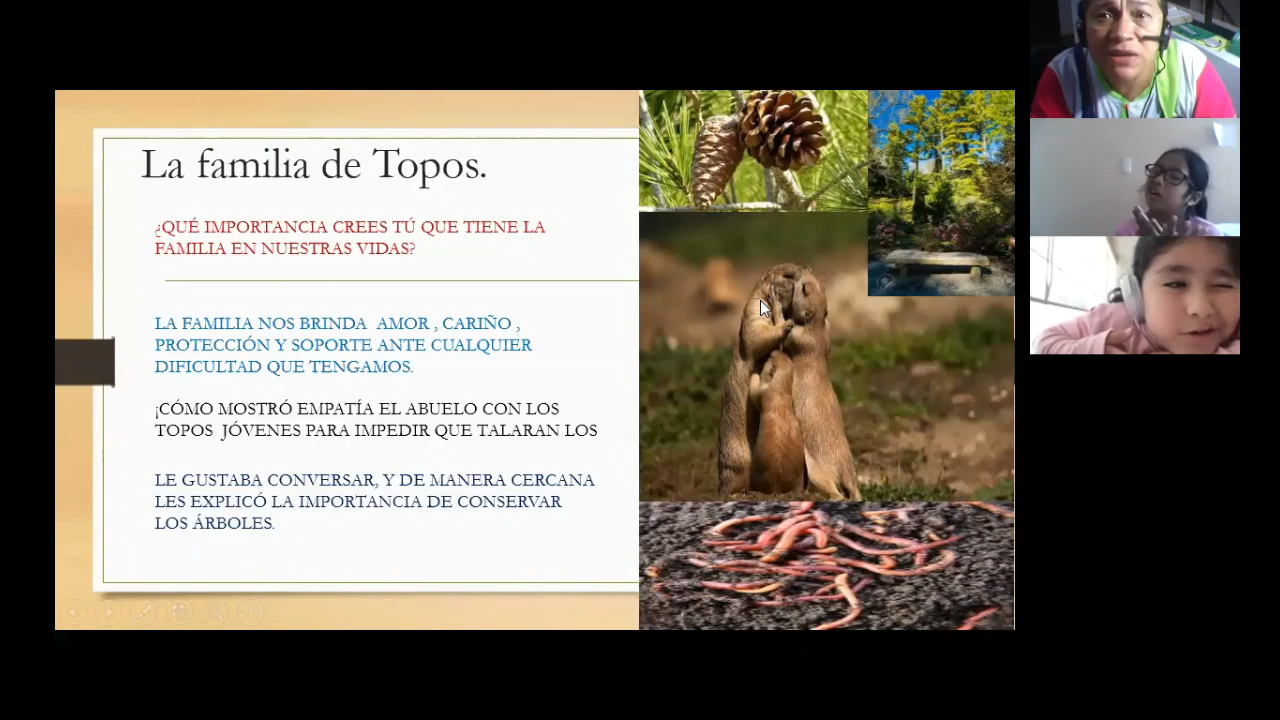 La familia de Topos.
¿QUÉ IMPORTANCIA CREES TÚ QUE TIENE LA
FAMILIA EN NUESTRAS VIDAS?
LA FAMILIA NOS BRINDA AMOR , CARIÑO ,
PROTECCIÓN Y SOPORTE ANTE CUALQUIER
DIFICULTAD QUE TENGAMOS.
¡CÓMO MOSTRÓ EMPATÍA EL ABUELO CON LOS
TOPOS JÓVENES PARA IMPEDIR QUE TALARAN LOS
LE GUSTABA CONVERSAR, Y DE MANERA CERCANA
LES EXPLICÓ LA IMPORTANCIA DE CONSERVAR
LOS ÁRBOLES.